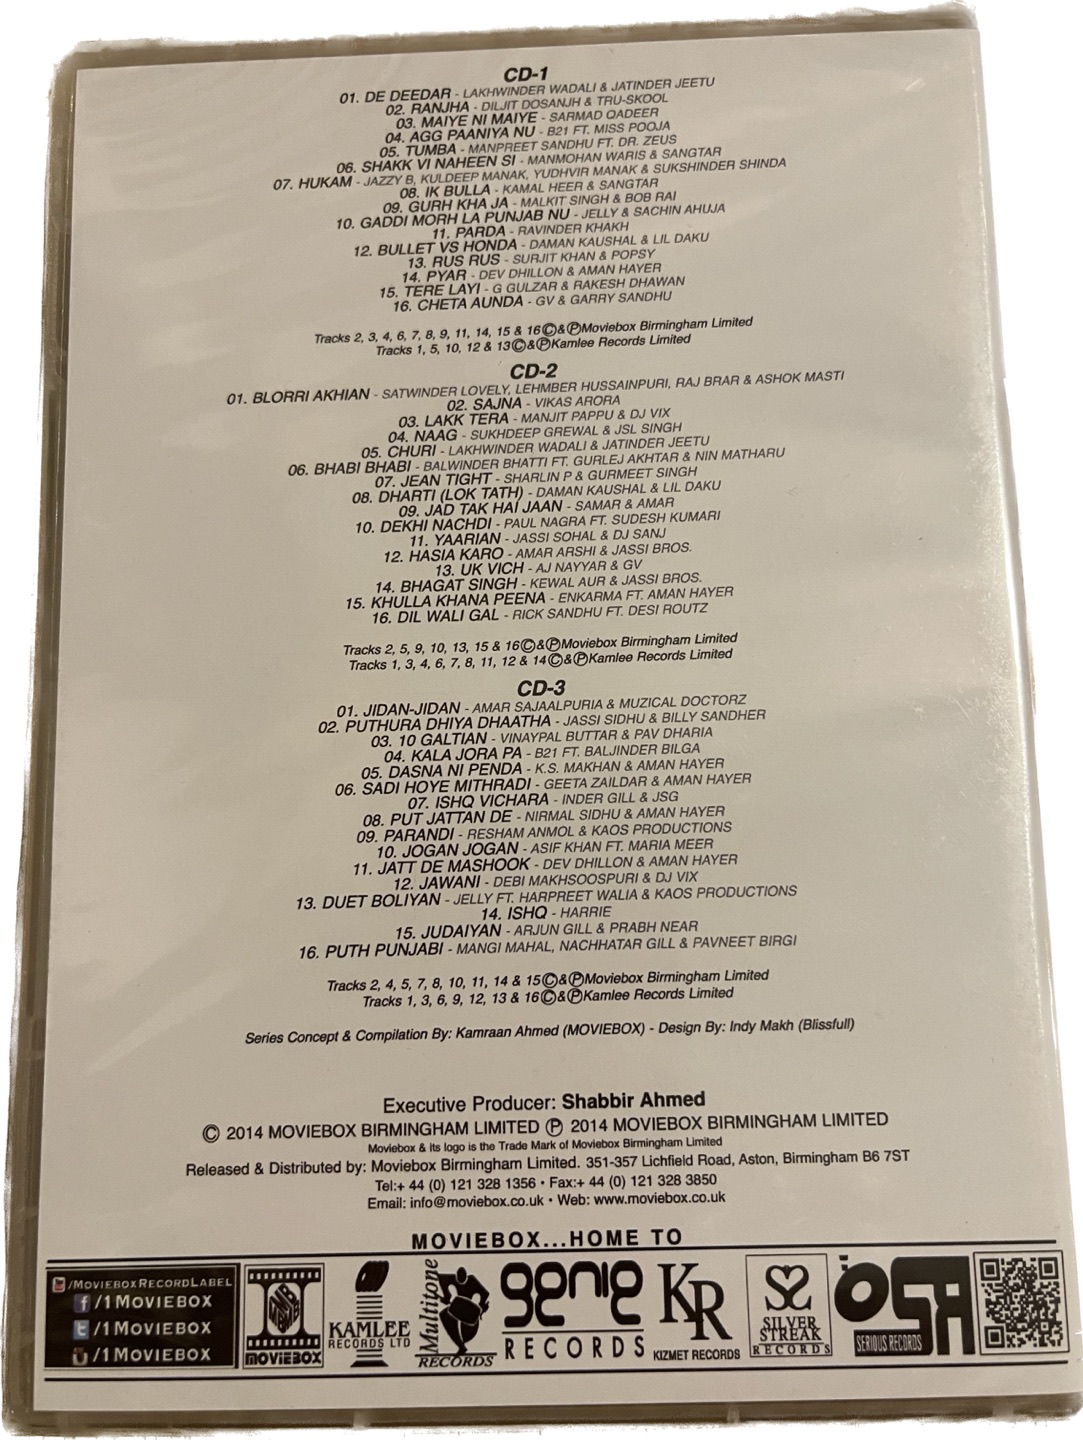 CD-1
01. DE DEEDAR - LAKHWINDER WADALI & JATINDER JEETU
02. RANJHA - DILJIT DOSANJH & TRU-SKOOL
03. MAIYE NI MAIYE - SARMAD QADEER
04. AGG PAANIYA NU - B21 FT. MISS POOJA
05. TUMBA - MANPREET SANDHU FT. DR. ZEUS
06. SHAKK VI NAHEEN SI - MANMOHAN WARIS & SANGTAR
07. HUKAM - JAZZY B, KULDEEP MANAK, YUDHVIR MANAK & SUKSHINDER SHINDA
08. IK BULLA - KAMAL HEER & SANGTAR
09. GURH KHA JA - MALKIT SINGH & BOB RAI
10. GADDI MORH LA PUNJAB NU - JELLY & SACHIN AHUJA
11. PARDA - RAVINDER KHAKH
12. BULLET VS HONDA - DAMAN KAUSHAL & LIL DAKU
13. RUS RUS - SURJIT KHAN & POPSY
14. PYAR - DEV DHILLON & AMAN HAYER
15. TERE LAYI - G GULZAR & RAKESH DHAWAN
16. CHETA AUNDA - GV & GARRY SANDHU
Tracks 2, 3, 4, 6, 7, 8, 9, 11, 14, 15 & 16©&℗Moviebox Birmingham Limited
Tracks 1, 5, 10, 12 & 13©&℗Kamlee Records Limited
CD-2
01. BLORRI AKHIAN - SATWINDER LOVELY, LEHMBER HUSSAINPURI, RAJ BRAR & ASHOK MASTI
02. SAJNA - VIKAS ARORA
03. LAKK TERA - MANJIT PAPPU & DJ VIX
04. NAAG - SUKHDEEP GREWAL & JSL SINGH
05. CHURI - LAKHWINDER WADALI & JATINDER JEETU
06. BHABI BHABI - BALWINDER BHATTI FT. GURLEJ AKHTAR & NIN MATHARU
07. JEAN TIGHT - SHARLIN P & GURMEET SINGH
08. DHARTI (LOK TATH) - DAMAN KAUSHAL & LIL DAKU
09. JAD TAK HAI JAAN - SAMAR & AMAR
10. DEKHI NACHDI - PAUL NAGRA FT. SUDESH KUMARI
11. YAARIAN - JASSI SOHAL & DJ SANJ
12. HASIA KARO - AMAR ARSHI & JASSI BROS.
13. UK VICH - AJ NAYYAR & GV
14. BHAGAT SINGH - KEWAL AUR & JASSI BROS.
15. KHULLA KHANA PEENA - ENKARMA FT. AMAN HAYER
16. DIL WALI GAL - RICK SANDHU FT. DESI ROUTZ
Tracks 2, 5, 9, 10, 13, 15 & 16©&℗Moviebox Birmingham Limited
Tracks 1, 3, 4, 6, 7, 8, 11, 12 & 14©&℗Kamlee Records Limited
CD-3
01. JIDAN-JIDAN - AMAR SAJAALPURIA & MUZICAL DOCTORZ
02. PUTHURA DHIYA DHAATHA - JASSI SIDHU & BILLY SANDHER
03. 10 GALTIAN - VINAYPAL BUTTAR & PAV DHARIA
04. KALA JORA PA - B21 FT. BALJINDER BILGA
05. DASNA NI PENDA - K.S. MAKHAN & AMAN HAYER
06. SADI HOYE MITHRADI - GEETA ZAILDAR & AMAN HAYER
07. ISHQ VICHARA - INDER GILL & JSG
08. PUT JATTAN DE - NIRMAL SIDHU & AMAN HAYER
09. PARANDI - RESHAM ANMOL & KAOS PRODUCTIONS
10. JOGAN JOGAN - ASIF KHAN FT. MARIA MEER
11. JATT DE MASHOOK - DEV DHILLON & AMAN HAYER
12. JAWANI - DEBI MAKHSOOSPURI & DJ VIX
13. DUET BOLIYAN - JELLY FT. HARPREET WALIA & KAOS PRODUCTIONS
14. ISHQ - HARRIE
15. JUDAIYAN - ARJUN GILL & PRABH NEAR
16. PUTH PUNJABI - MANGI MAHAL, NACHHATAR GILL & PAVNEET BIRGI
Tracks 2, 4, 5, 7, 8, 10, 11, 14 & 15©&℗Moviebox Birmingham Limited
Tracks 1, 3, 6, 9, 12, 13 & 16©&℗Kamlee Records Limited
Series Concept & Compilation By: Kamraan Ahmed (MOVIEBOX) - Design By: Indy Makh (Blissfull)
Executive Producer: Shabbir Ahmed
© 2014 MOVIEBOX BIRMINGHAM LIMITED ℗ 2014 MOVIEBOX BIRMINGHAM LIMITED
Moviebox & its logo is the Trade Mark of Moviebox Birmingham Limited
Released & Distributed by: Moviebox Birmingham Limited. 351-357 Lichfield Road, Aston, Birmingham B6 7ST
Tel:+ 44 (0) 121 328 1356 • Fax:+ 44 (0) 121 328 3850
Email: info@moviebox.co.uk • Web: www.moviebox.co.uk
MOVIEBOX...HOME TO
/MOVIEBOXRECORDLABEL
/1MOVIEBOX
/1MOVIEBOX
/1MOVIEBOX
MOVIEBOX
KAMLEE
RECORDS LTD
Multitone
RECORDS
genie
RECORDS
KR
KIZMET RECORDS
SILVER
STREAK
RECORDS
SERIOUS RECORDS